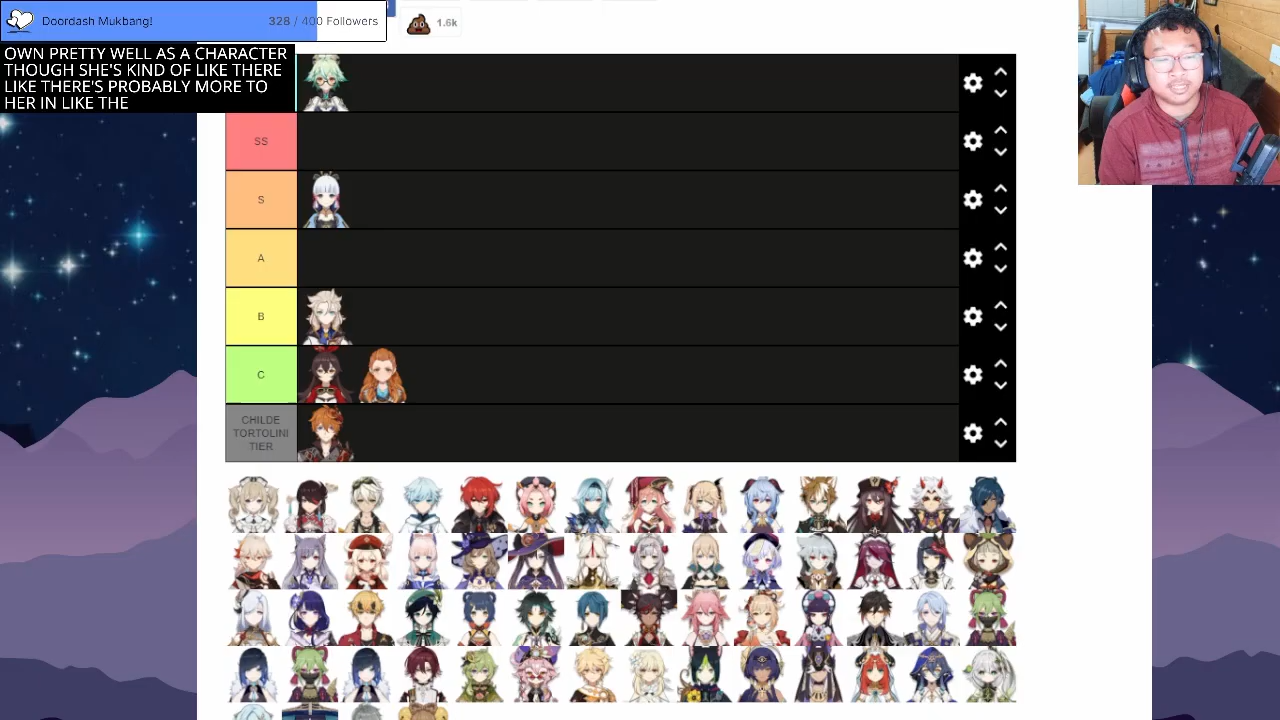 Doordash Mukbang! 328 / 400 Followers
1.6k
OWN PRETTY WELL AS A CHARACTER
THOUGH SHE'S KIND OF LIKE THERE
LIKE THERE'S PROBABLY MORE TO
HER IN LIKE THE
SS
S
A
B
C
CHILDE
TORTOLINI
TIER